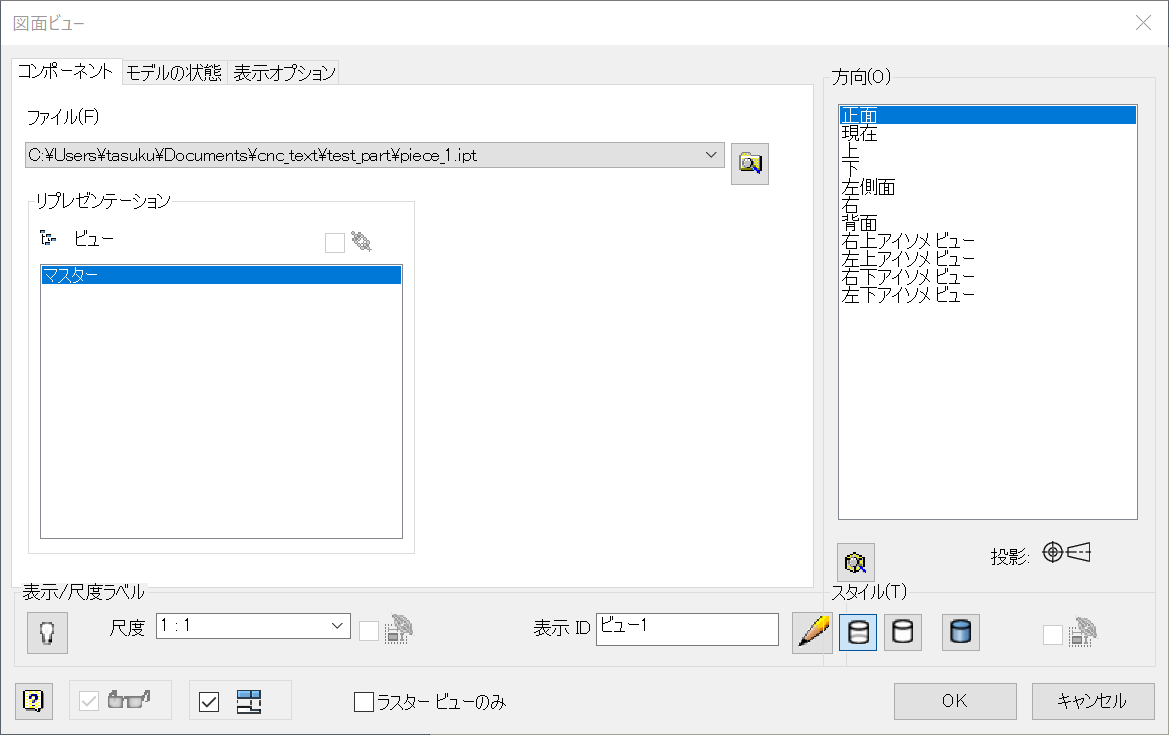 図面ビュー
コンポーネント モデルの状態 表示オプション
ファイル(F)
C:¥Users¥tasuku¥Documents¥cnc_text¥test_part¥piece_1.ipt
リプレゼンテーション
ビュー
マスター
方向(O)
正面
現在
上
下
左側面
右
背面
右上アイソメ ビュー
左上アイソメ ビュー
右下アイソメ ビュー
左下アイソメ ビュー
投影:
表示/尺度ラベル
尺度 1 : 1
表示 ID ビュー1
スタイル(T)
ラスター ビューのみ
OK
キャンセル